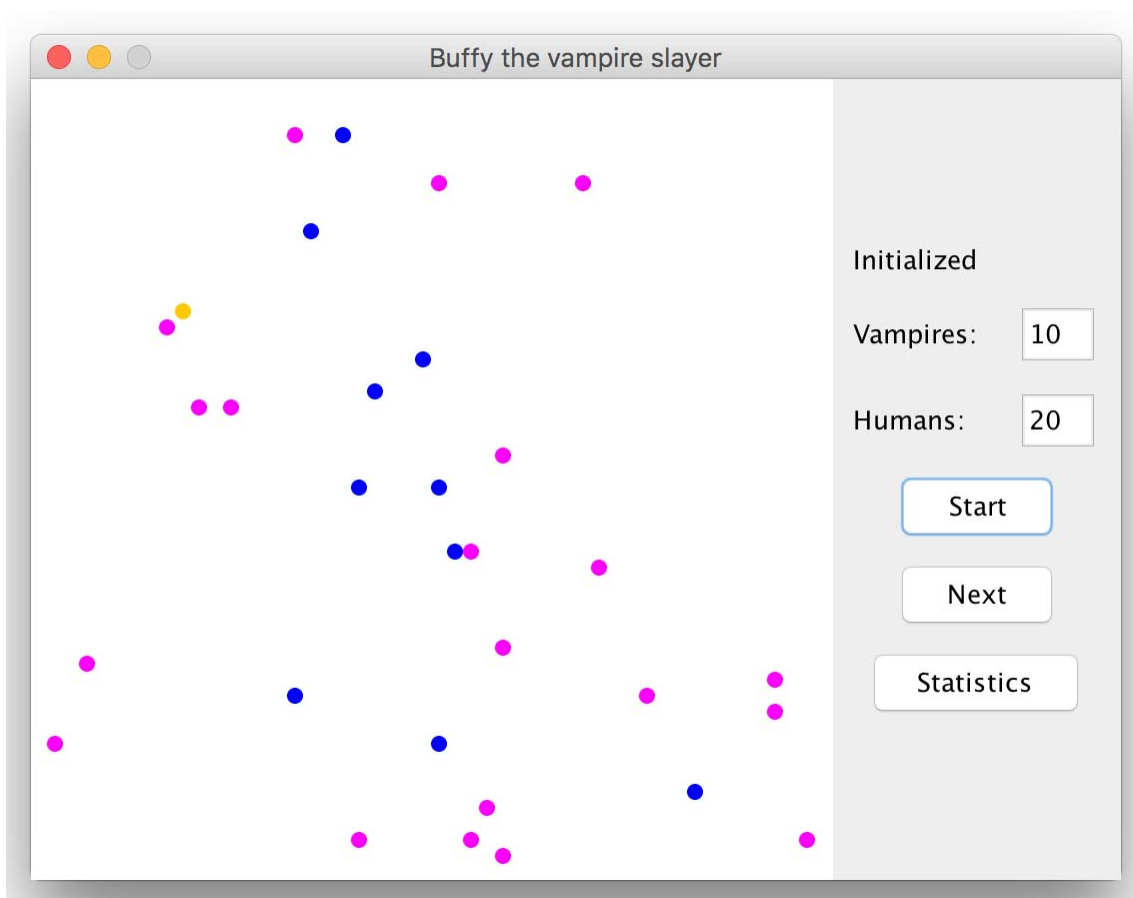 Buffy the vampire slayer
Initialized
Vampires: 10
Humans: 20
Start
Next
Statistics